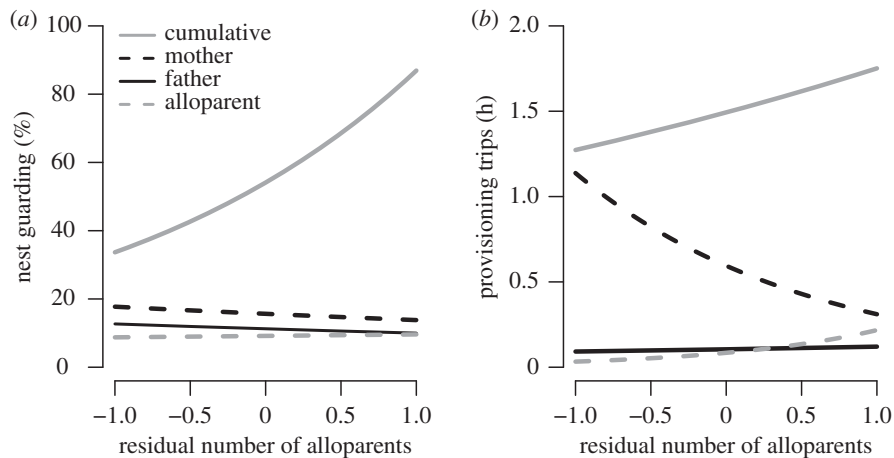 (a)
100
80
60
40
20
0
nest guarding (%)
cumulative
mother
father
alloparent
−1.0 −0.5 0 0.5 1.0
residual number of alloparents
(b)
2.0
1.5
1.0
0.5
0
provisioning trips (h)
−1.0 −0.5 0 0.5 1.0
residual number of alloparents